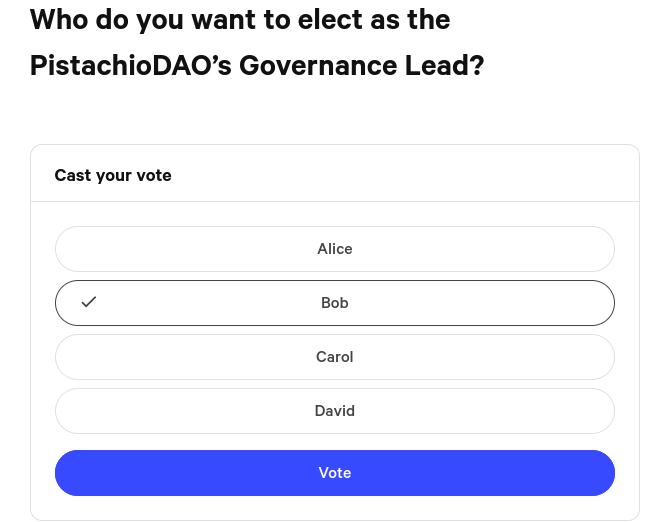 Who do you want to elect as the
PistachioDAO’s Governance Lead?
Cast your vote
Alice
Bob
Carol
David
Vote